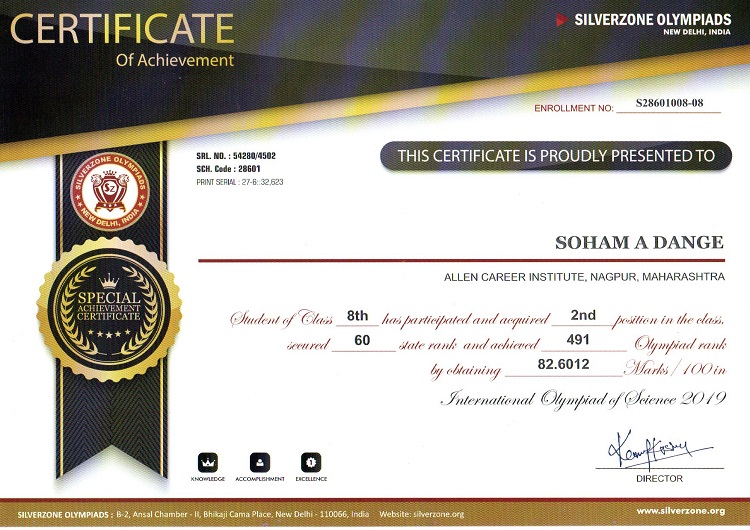 CERTIFICATE
Of Achievement
SILVERZONE OLYMPIADS
NEW DELHI, INDIA
ENROLLMENT NO: S28601008-08
SRL. NO. : 54280/4502
SCH. Code : 28601
PRINT SERIAL : 27-6::32,623
THIS CERTIFICATE IS PROUDLY PRESENTED TO
SILVERZONE OLYMPIADS
SZ
NEW DELHI, INDIA
SOHAM A DANGE
ALLEN CAREER INSTITUTE, NAGPUR, MAHARASHTRA
SPECIAL
ACHIEVEMENT
CERTIFICATE
Student of Class 8th has participated and acquired 2nd position in the class,
secured 60 state rank and achieved 491 Olympiad rank
by obtaining 82.6012 Marks / 100 in
International Olympiad of Science 2019
KNOWLEDGE ACCOMPLISHMENT EXCELLENCE
DIRECTOR
SILVERZONE OLYMPIADS : B-2, Ansal Chamber - II, Bhikaji Cama Place, New Delhi - 110066, India Website: silverzone.org
www.silverzone.org